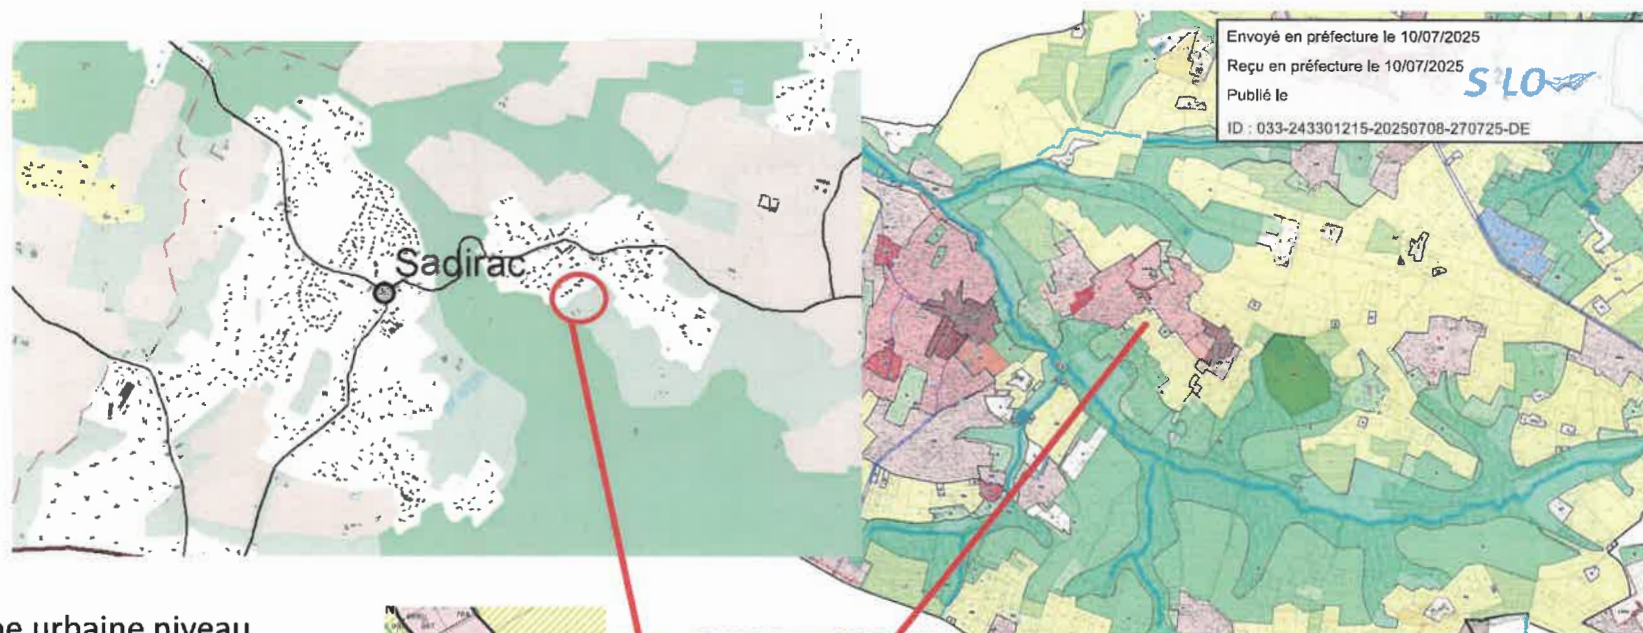 Envoyé en préfecture le 10/07/2025
Reçu en préfecture le 10/07/2025
Publié le
SLO
ID : 033-243301215-20250708-270725-DE
Sadirac
urbaine niveau